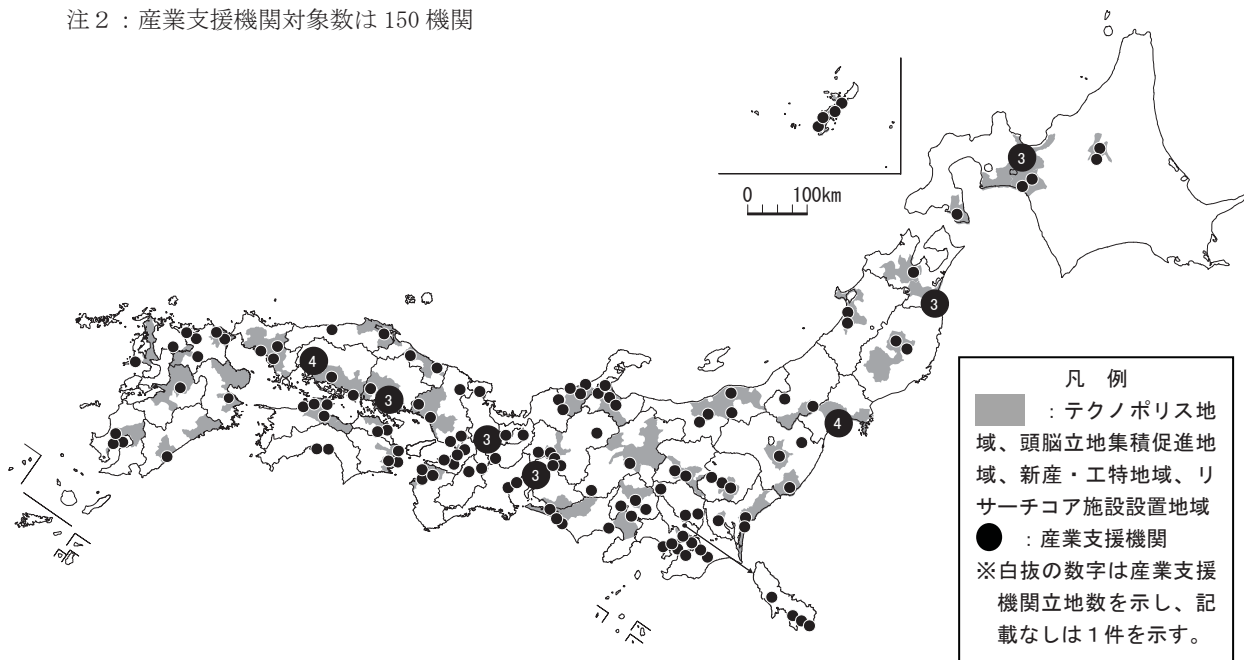 注２：産業支援機関対象数は 150 機関
0 100km
3
3
4
3
4
3
3
凡　例
：テクノポリス地
域、頭脳立地集積促進地
域、新産・工特地域、リ
サーチコア施設設置地域
：産業支援機関
※白抜の数字は産業支援
機関立地数を示し、記
載なしは１件を示す。